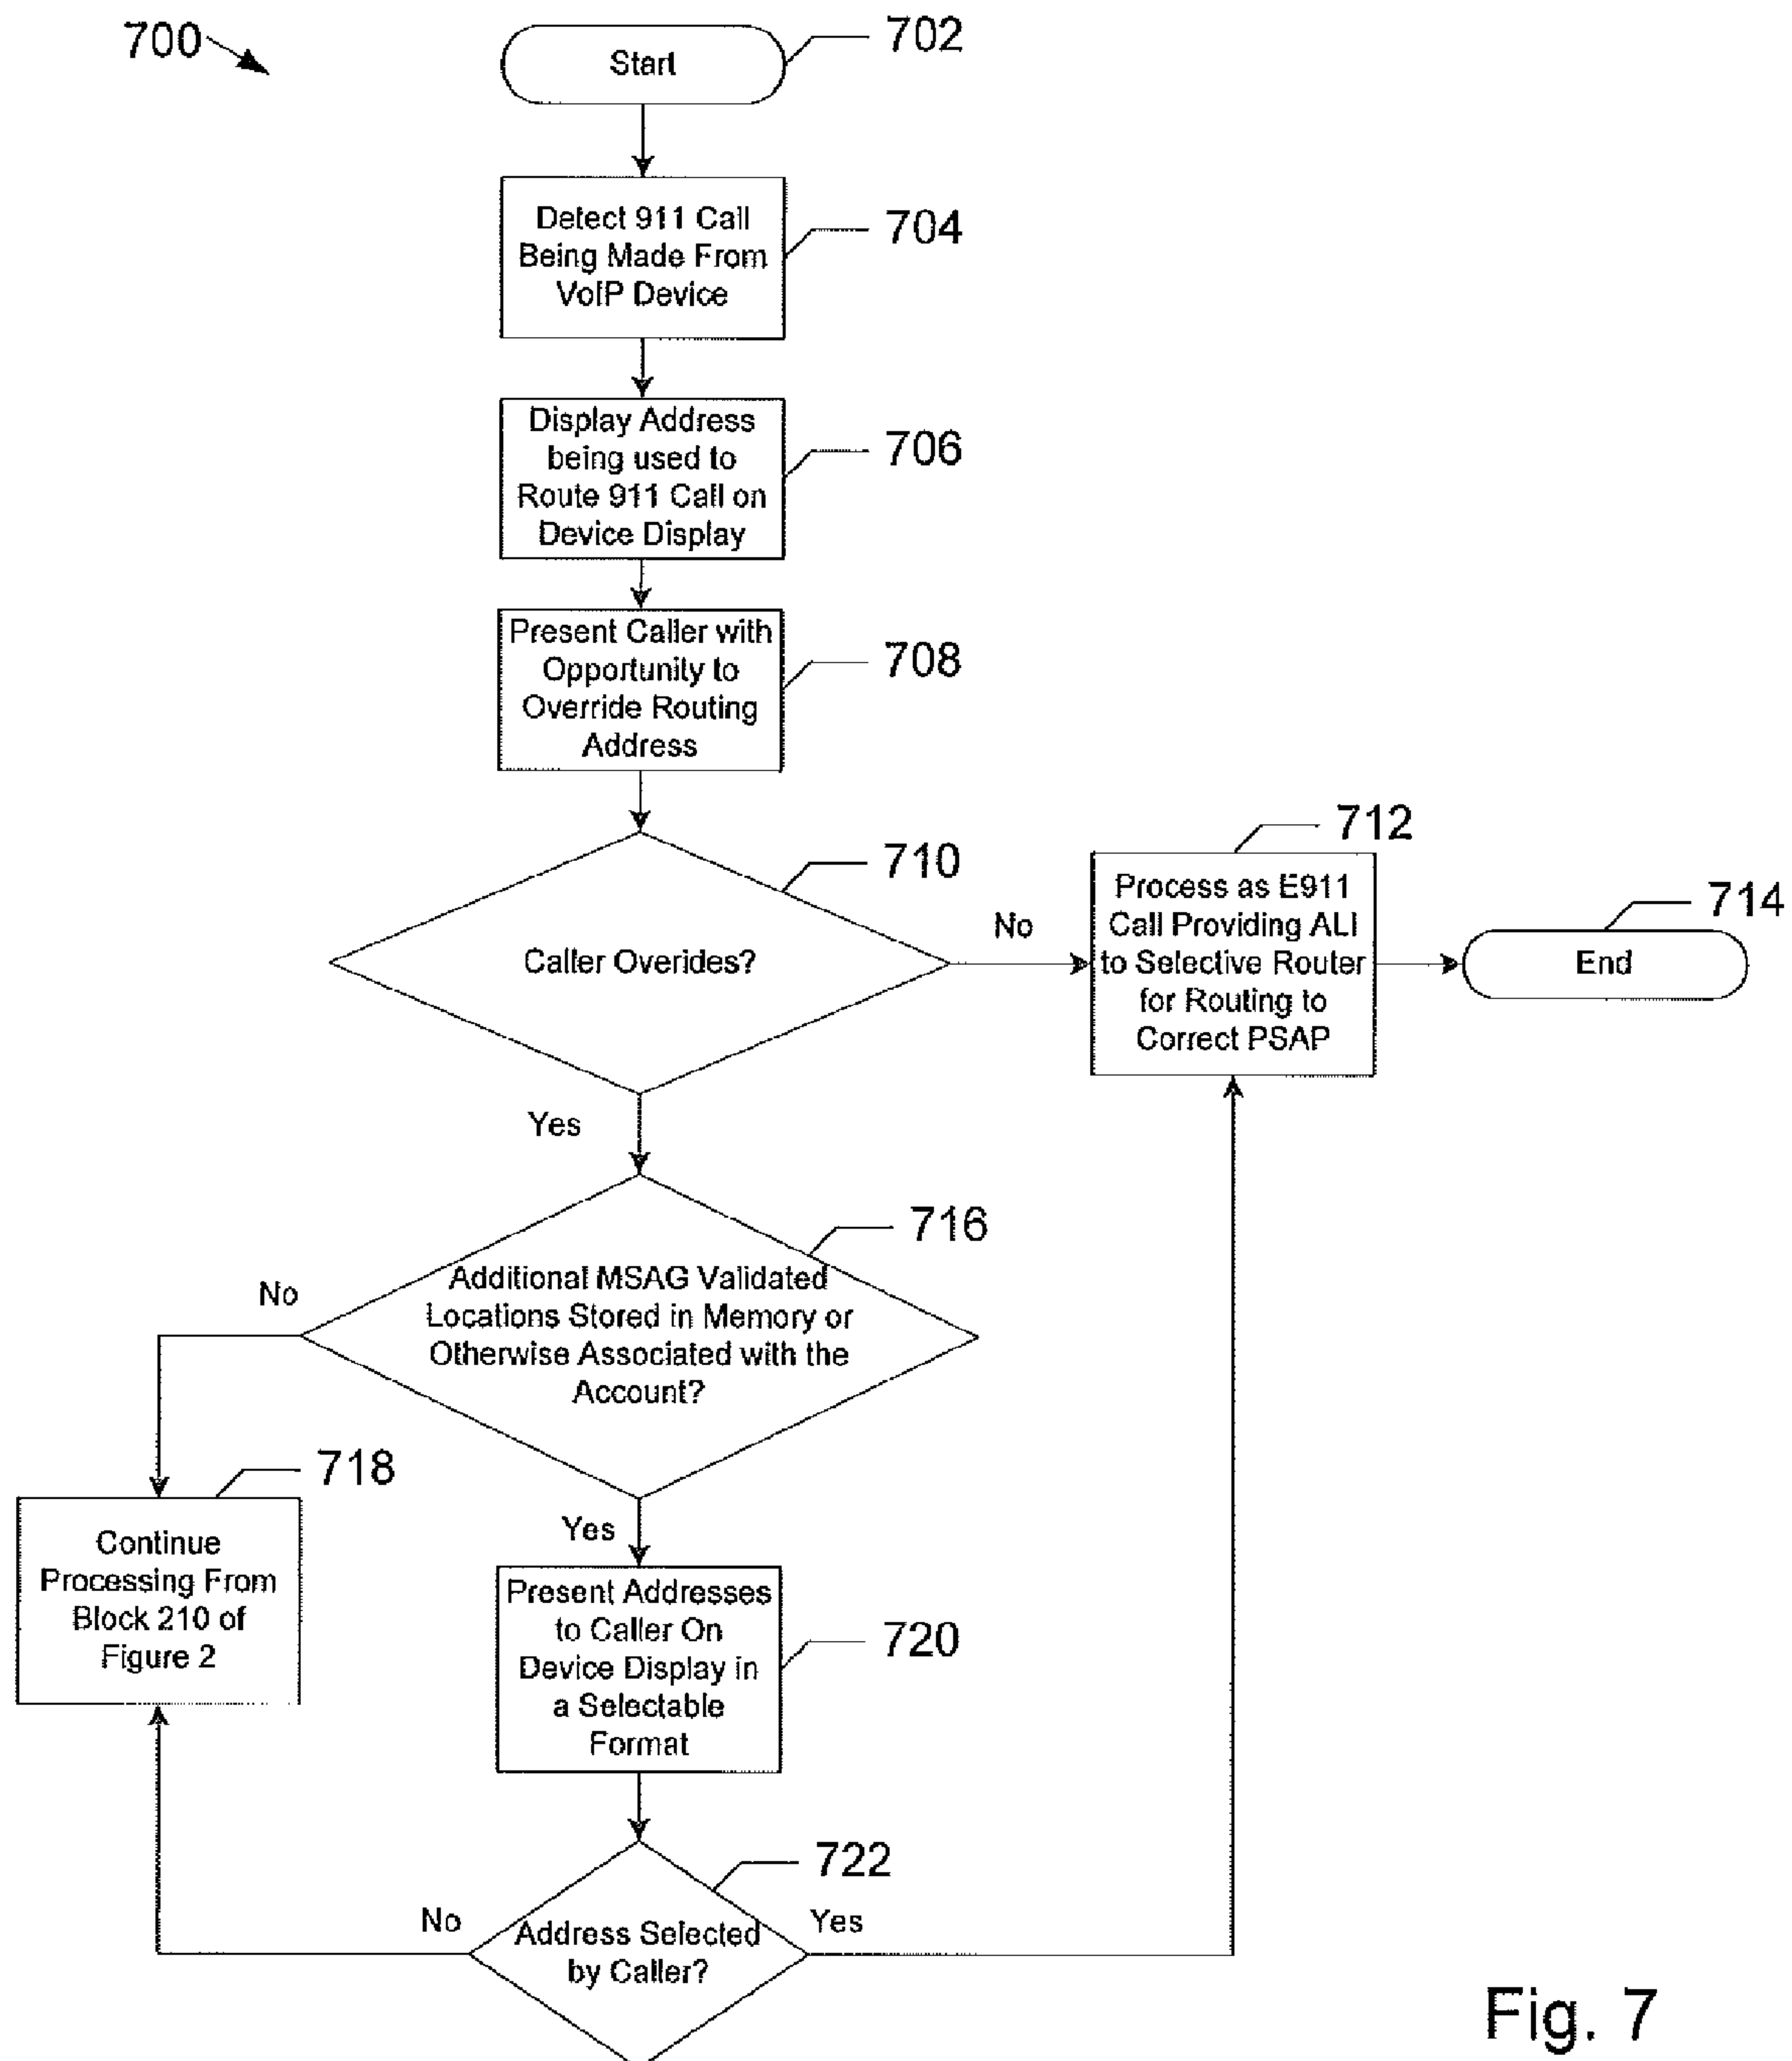 700
702
Start
704
Detect 911 Call
Being Made From
VoIP Device
706
Display Address
being used to
Route 911 Call on
Device Display
708
Present Caller with
Opportunity to
Override Routing
Address
710
Caller Overrides?
No
712
Process as E911
Call Providing ALI
to Selective Router
for Routing to
Correct PSAP
714
End
Yes
716
Additional MSAG Validated
Locations Stored in Memory or
Otherwise Associated with the
Account?
No
718
Continue
Processing From
Block 210 of
Figure 2
Yes
720
Present Addresses
to Caller On
Device Display in
a Selectable
Format
722
Address Selected
by Caller?
No
Yes
Fig. 7